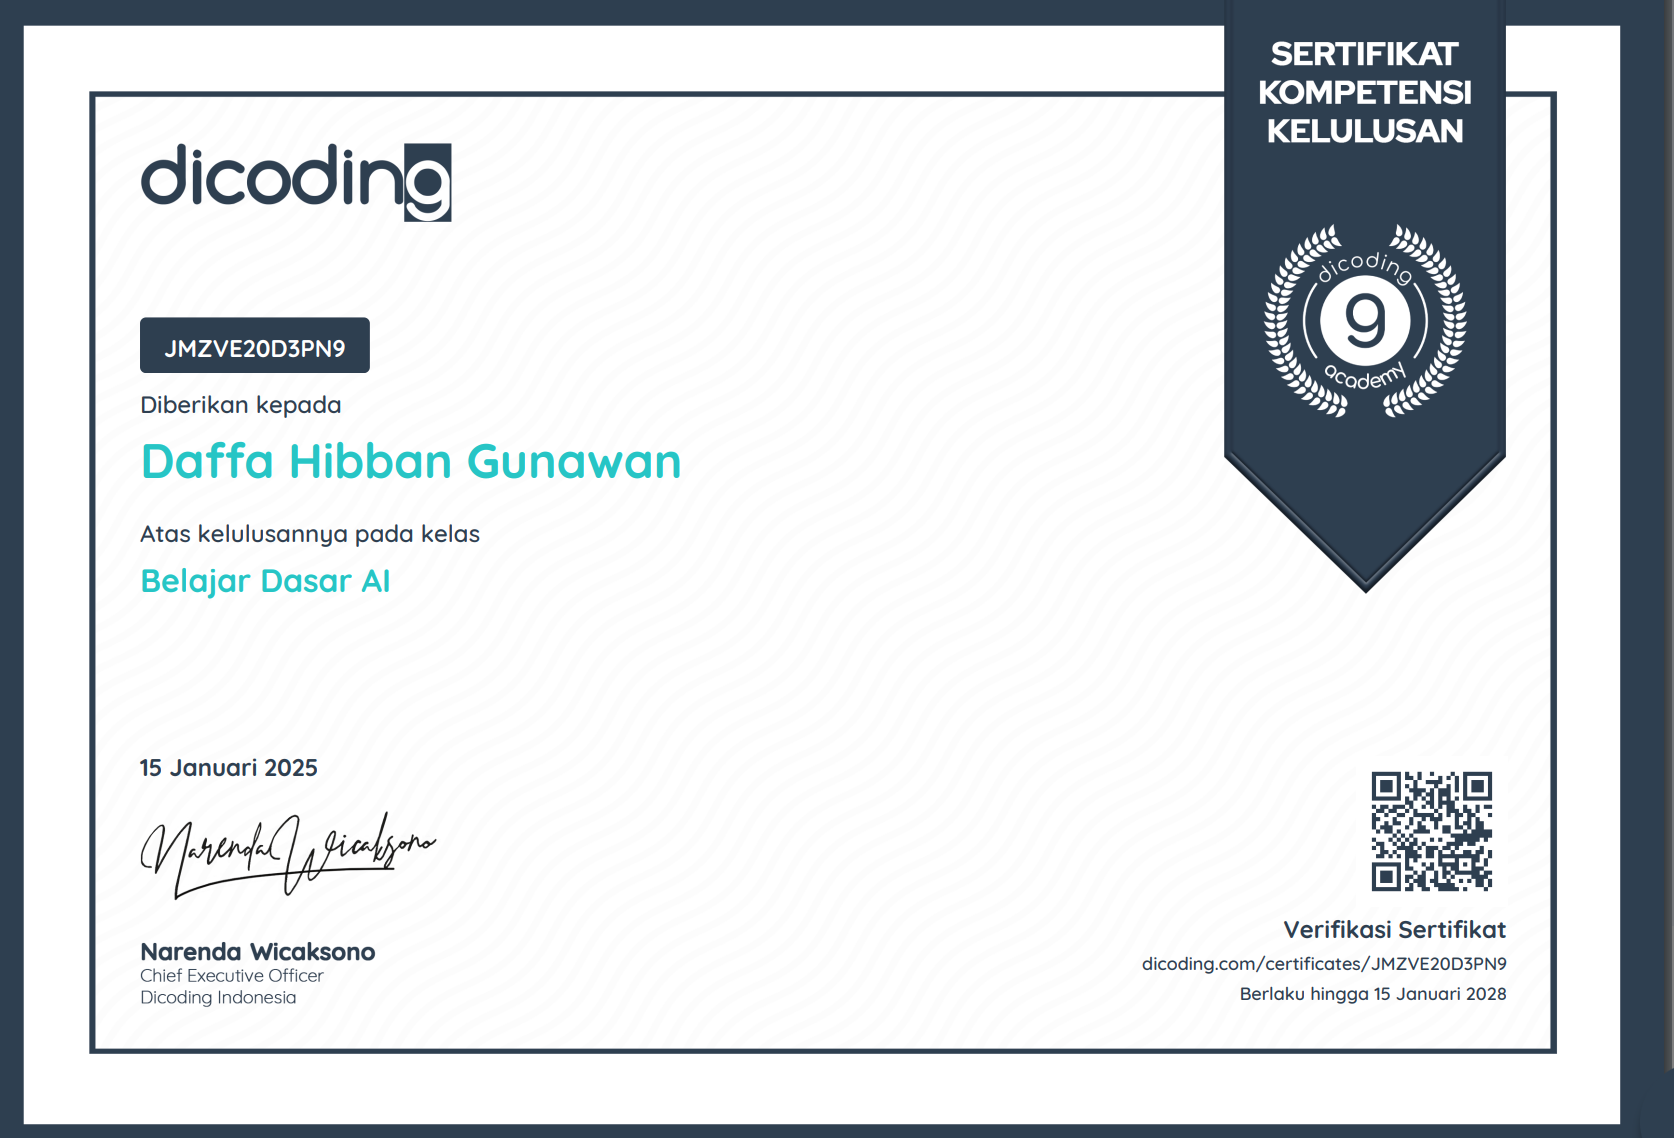 SERTIFIKAT
KOMPETENSI
KELULUSAN
dicoding
dicoding
g
academy
JMZVE20D3PN9
Diberikan kepada
Daffa Hibban Gunawan
Atas kelulusannya pada kelas
Belajar Dasar AI
15 Januari 2025
Narenda Wicaksono
Narenda Wicaksono
Chief Executive Officer
Dicoding Indonesia
Verifikasi Sertifikat
dicoding.com/certificates/JMZVE20D3PN9
Berlaku hingga 15 Januari 2028